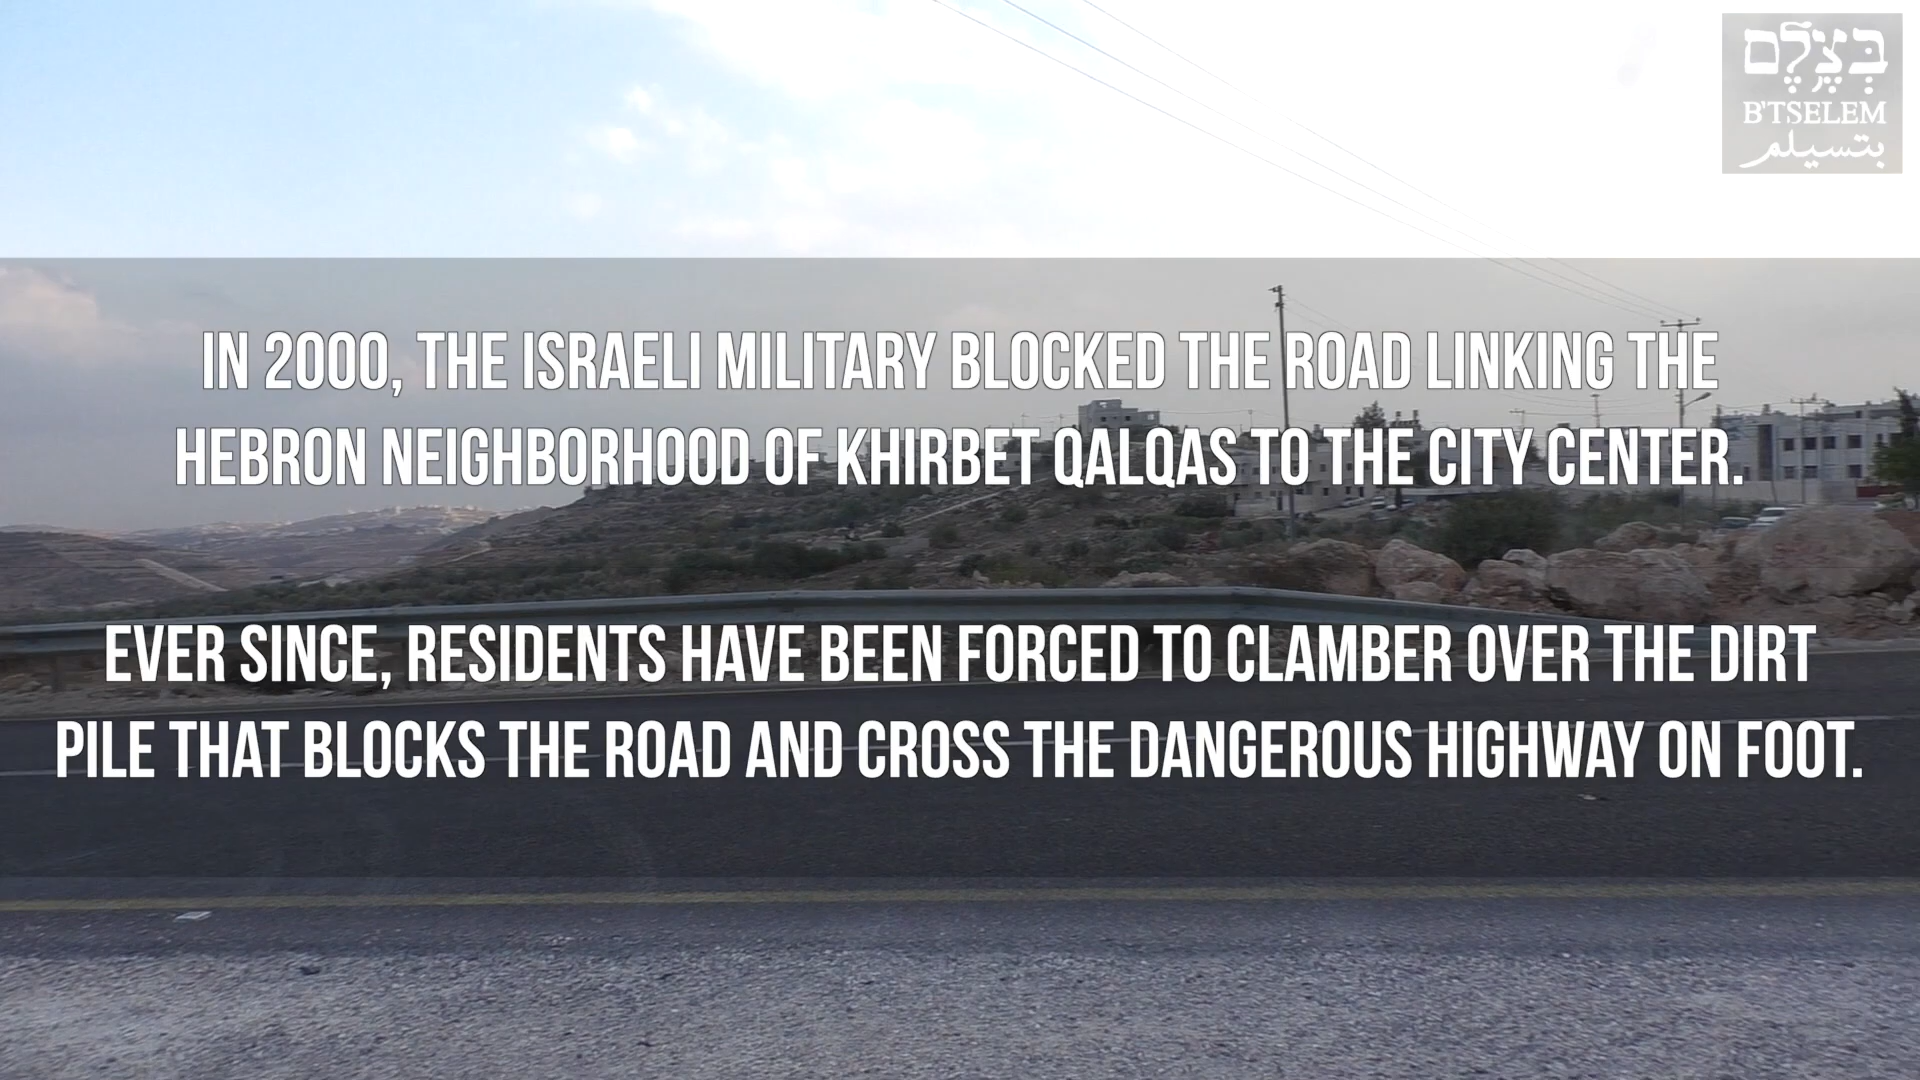 בְּצֶלֶם
B'TSELEM
بتسيلم
IN 2000, THE ISRAELI MILITARY BLOCKED THE ROAD LINKING THE
HEBRON NEIGHBORHOOD OF KHIRBET QALQAS TO THE CITY CENTER.
EVER SINCE, RESIDENTS HAVE BEEN FORCED TO CLAMBER OVER THE DIRT
PILE THAT BLOCKS THE ROAD AND CROSS THE DANGEROUS HIGHWAY ON FOOT.